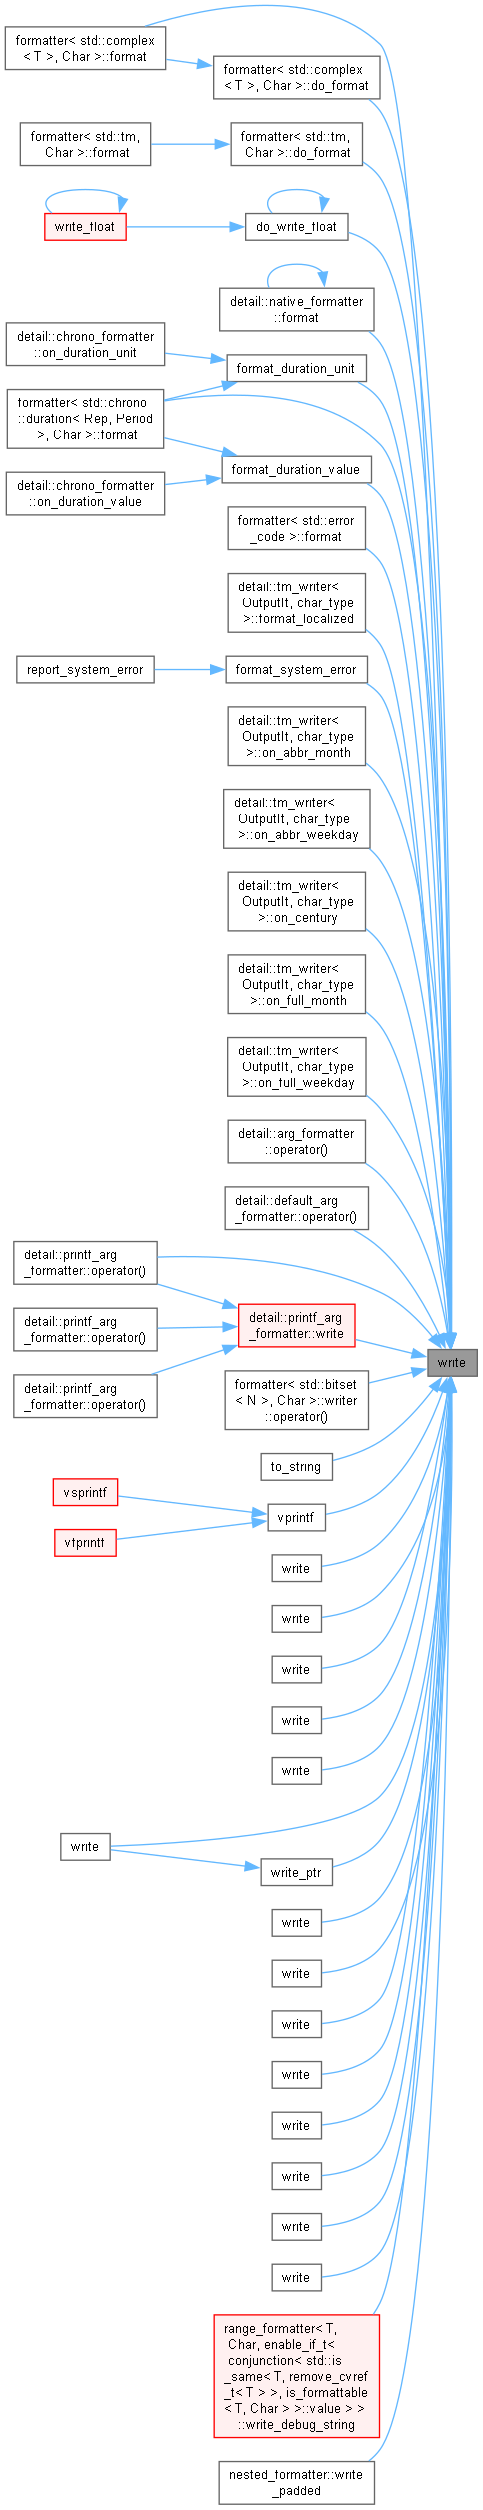 formatter< std::complex
< T >, Char >::format
formatter< std::complex
< T >, Char >::do_format
formatter< std::tm,
Char >::format
formatter< std::tm,
Char >::do_format
write_float
do_write_float
detail::native_formatter
::format
detail::chrono_formatter
::on_duration_unit
format_duration_unit
formatter< std::chrono
::duration< Rep, Period
>, Char >::format
format_duration_value
detail::chrono_formatter
::on_duration_value
formatter< std::error
_code >::format
detail::tm_writer<
OutputIt, char_type
>::format_localized
report_system_error
format_system_error
detail::tm_writer<
OutputIt, char_type
>::on_abbr_month
detail::tm_writer<
OutputIt, char_type
>::on_abbr_weekday
detail::tm_writer<
OutputIt, char_type
>::on_century
detail::tm_writer<
OutputIt, char_type
>::on_full_month
detail::tm_writer<
OutputIt, char_type
>::on_full_weekday
detail::arg_formatter
::operator()
detail::default_arg
_formatter::operator()
detail::printf_arg
_formatter::operator()
detail::printf_arg
_formatter::write
detail::printf_arg
_formatter::operator()
write
detail::printf_arg
_formatter::operator()
formatter< std::bitset
< N >, Char >::writer
::operator()
to_string
vsprintf
vprintf
vfprintf
write
write
write
write
write
write
write_ptr
write
write
write
write
write
write
write
write
range_formatter< T,
Char, enable_if_t<
conjunction< std::is
_same< T, remove_cvref
_t< T > >, is_formattable
< T, Char > >::value > >
::write_debug_string
nested_formatter::write
_padded